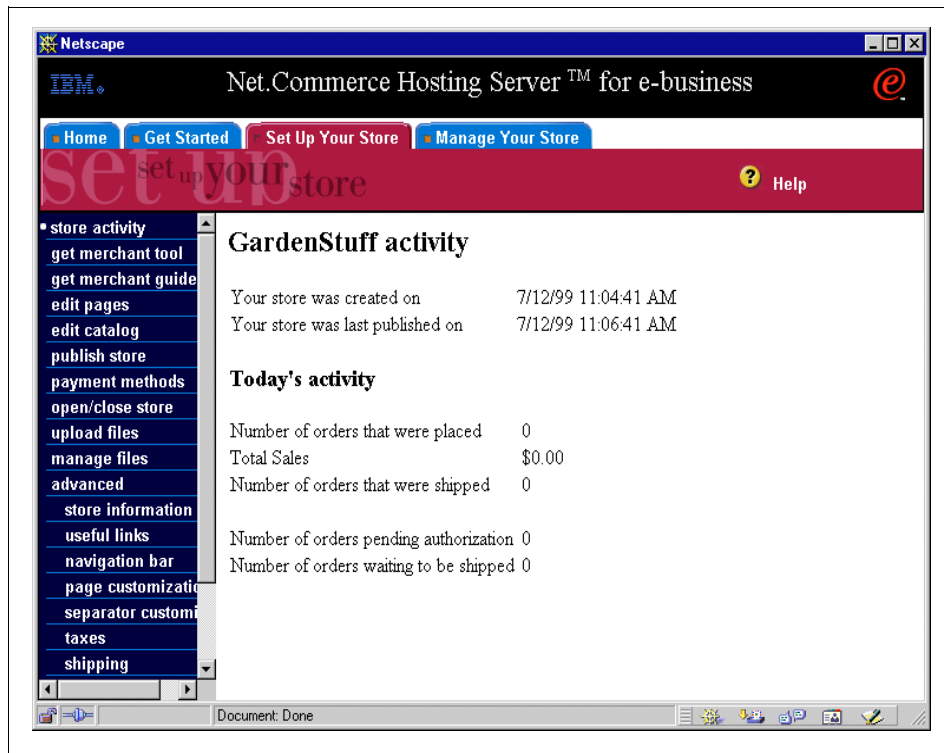 Netscape
IBM. Net.Commerce Hosting Server ™ for e-business e
Home Get Started Set Up Your Store Manage Your Store
set up set up your store
? Help
store activity
get merchant tool
get merchant guide
edit pages
edit catalog
publish store
payment methods
open/close store
upload files
manage files
advanced
store information
useful links
navigation bar
page customizatio
separator customi
taxes
shipping
GardenStuff activity
Your store was created on 7/12/99 11:04:41 AM
Your store was last published on 7/12/99 11:06:41 AM
Today's activity
Number of orders that were placed 0
Total Sales $0.00
Number of orders that were shipped 0
Number of orders pending authorization 0
Number of orders waiting to be shipped 0
Document: Done